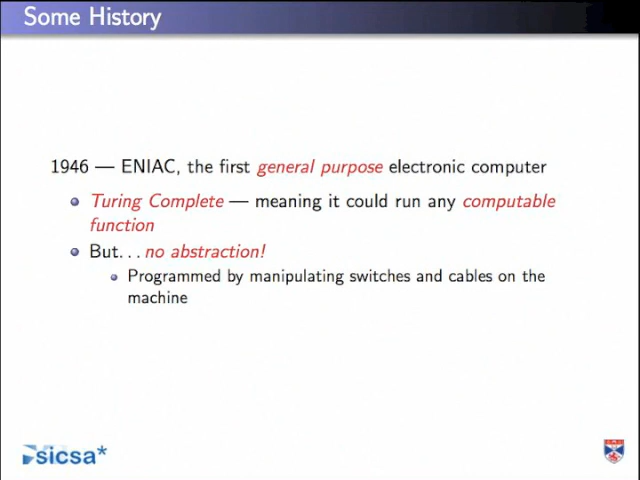 Some History
1946 — ENIAC, the first general purpose electronic computer
Turing Complete — meaning it could run any computable
function
But... no abstraction!
Programmed by manipulating switches and cables on the
machine
sicsa*